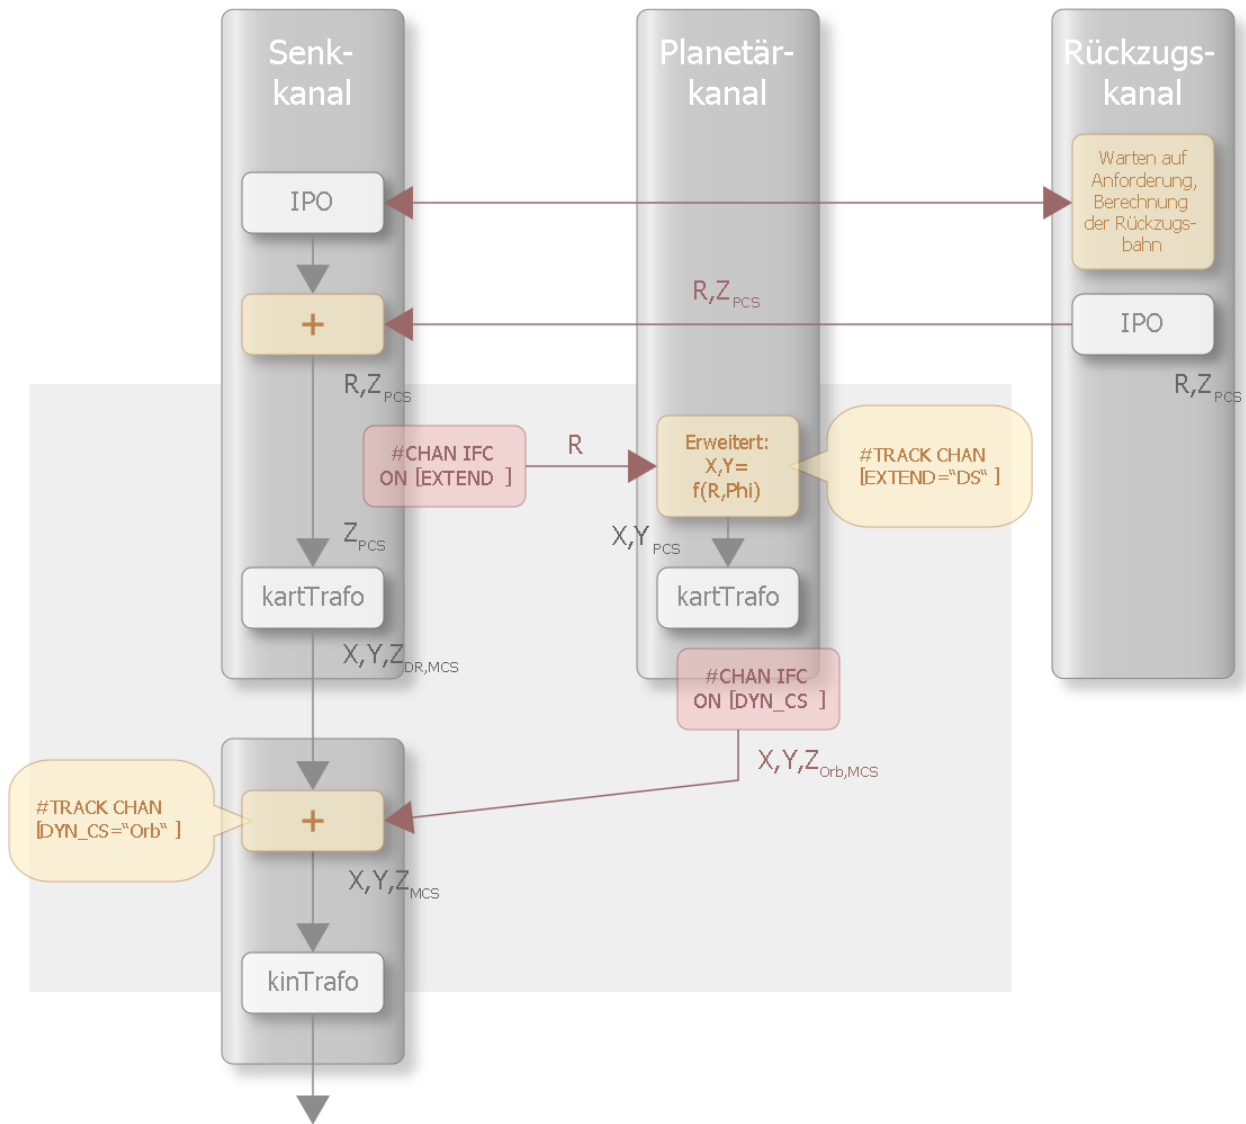 Senk-
kanal
Planetär-
kanal
Rückzugs-
kanal
Warten auf
Anforderung,
Berechnung
der Rückzugs-
bahn
IPO
R,Z PCS
+
IPO
R,Z PCS
R,Z PCS
#CHAN IFC
ON [EXTEND ]
R
Erweitert:
X,Y=
f(R,Phi)
#TRACK CHAN
[EXTEND="DS" ]
Z PCS
X,Y PCS
kartTrafo
kartTrafo
X,Y,Z DR,MCS
#CHAN IFC
ON [DYN_CS ]
X,Y,Z Orb,MCS
#TRACK CHAN
[DYN_CS="Orb" ]
+
X,Y,Z MCS
kinTrafo